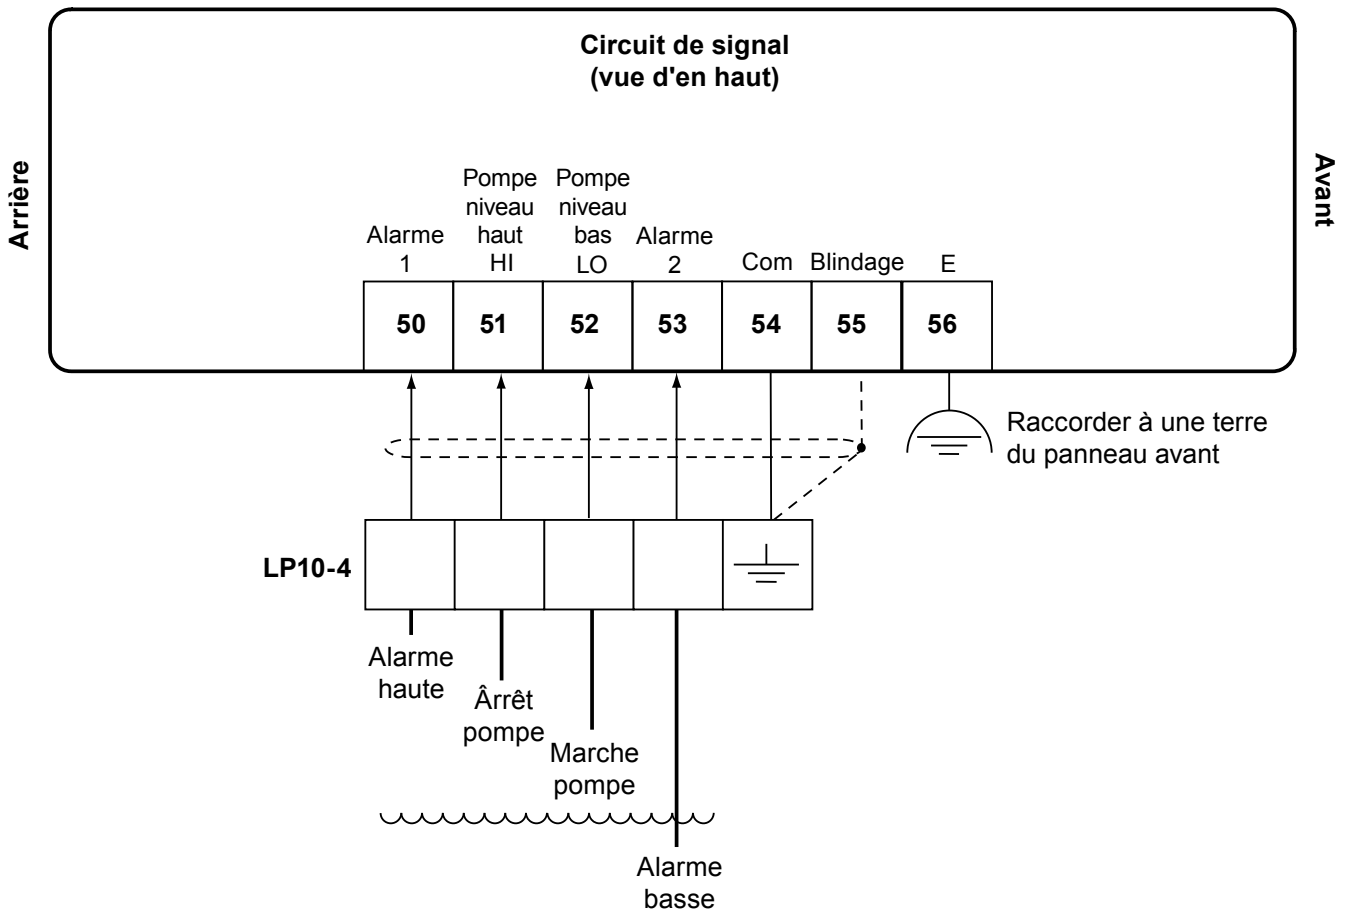 Circuit de signal
(vue d'en haut)
Arrière
Avant
Alarme
1
Pompe
niveau
haut
HI
Pompe
niveau
bas
LO
Alarme
2
Com
Blindage
E
50
51
52
53
54
55
56
Raccorder à une terre
du panneau avant
LP10-4
Alarme
haute
Ârrêt
pompe
Marche
pompe
Alarme
basse